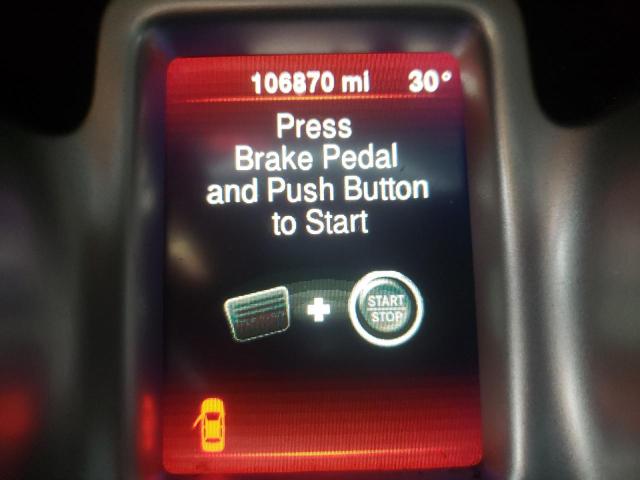 106870 mi 30°
Press
Brake Pedal
and Push Button
to Start
START
STOP